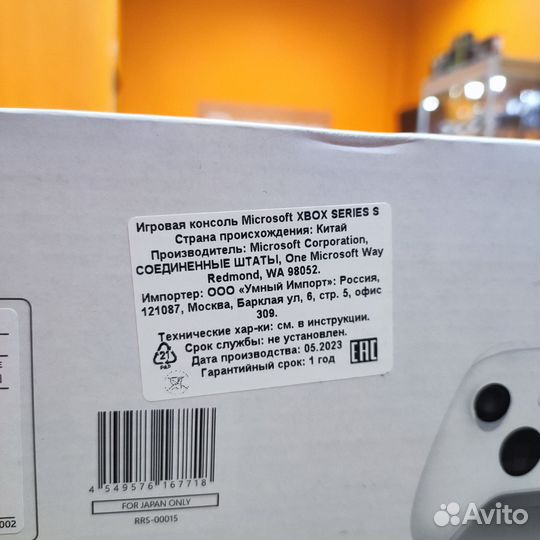 Игровая консоль Microsoft XBOX SERIES S
Страна происхождения: Китай
Производитель: Microsoft Corporation,
СОЕДИНЕННЫЕ ШТАТЫ, One Microsoft Way
Redmond, WA 98052.
Импортер: ООО «Умный Импорт»: Россия,
121087, Москва, Барклая ул, 6, стр. 5, офис
309.
Технические хар-ки: см. в инструкции.
Срок службы: не установлен.
Дата производства: 05.2023
Гарантийный срок: 1 год
21
PAP
EAC
4 549576 167718
FOR JAPAN ONLY
RRS-00015
002
Avito